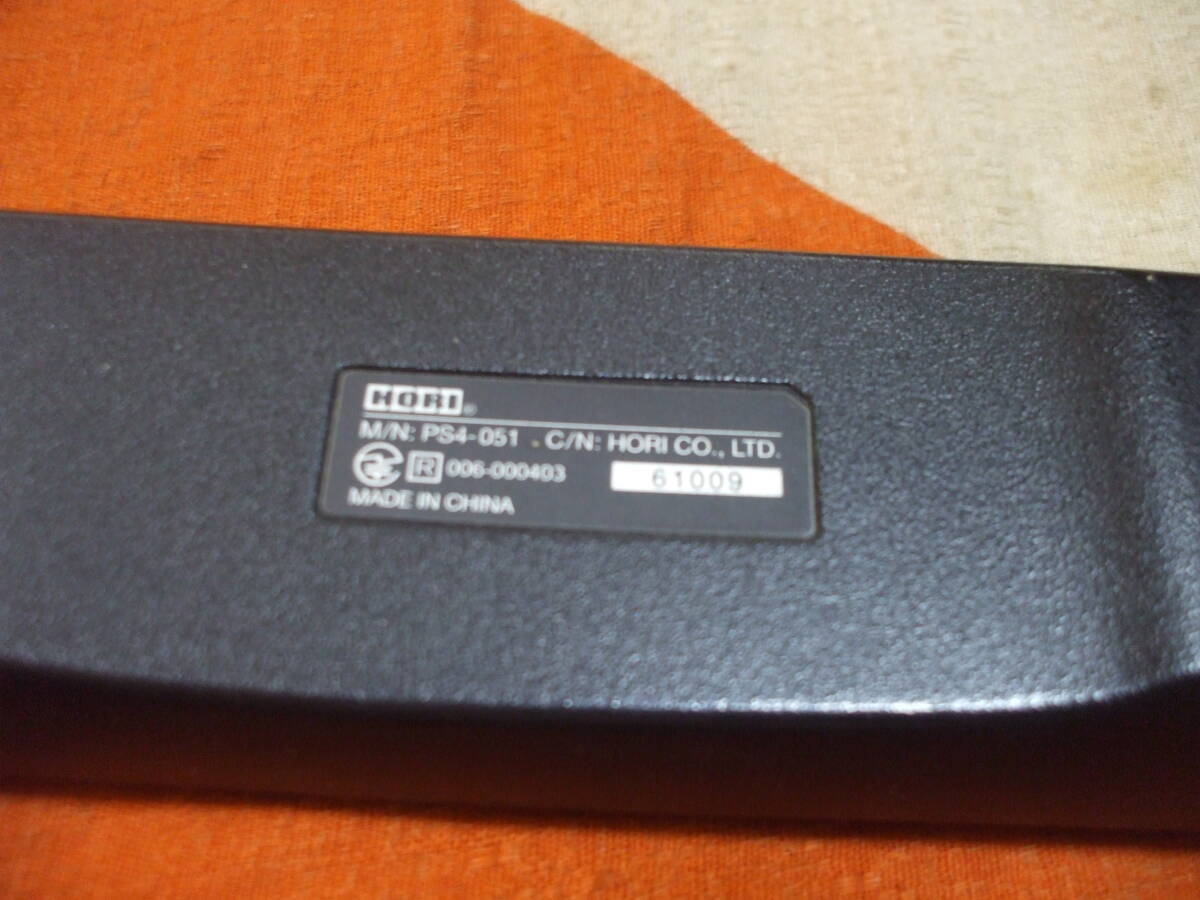 HORI®
M/N: PS4-051 C/N: HORI CO., LTD.
R 006-000403 61009
MADE IN CHINA